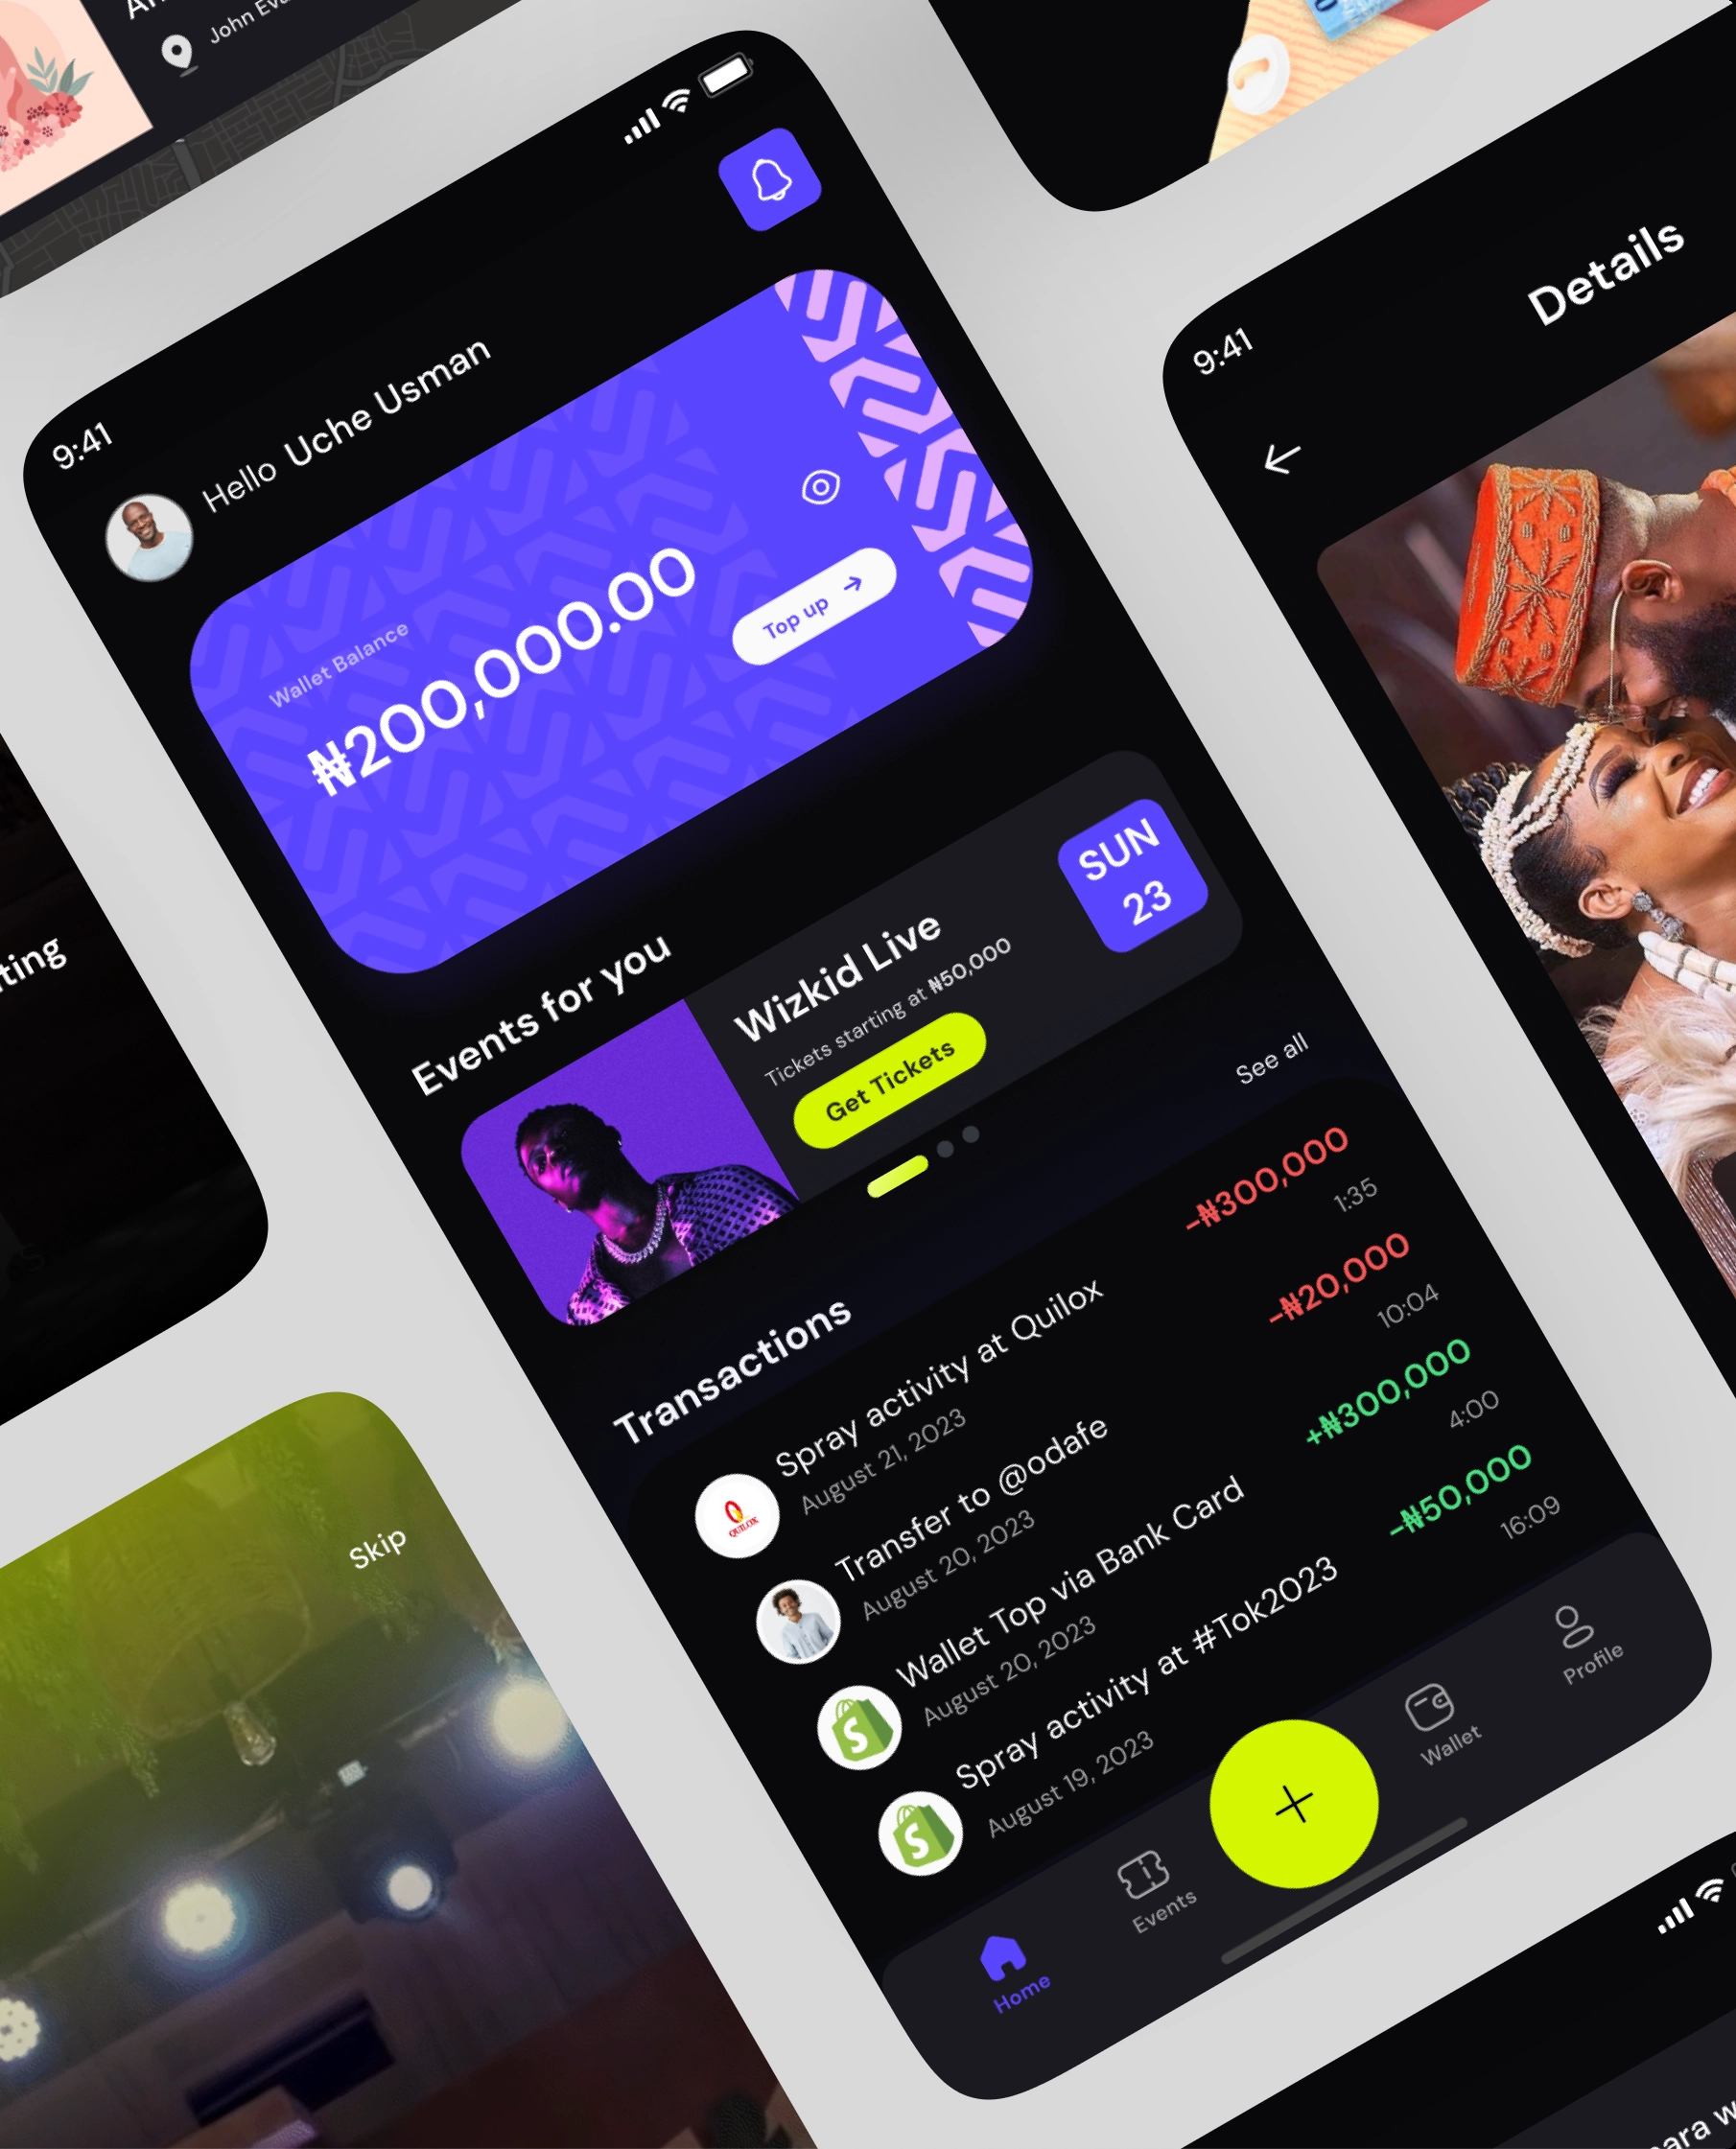 John
9:41
Hello Uche Usman
Wallet Balance
₦200,000.00
Top up
Events for you
Wizkid Live
Tickets starting at ₦50,000
Get Tickets
SUN
23
Transactions
See all
Spray activity at Quilox
–₦300,000
August 21, 2023
1:35
QUILOX
Transfer to @odafe
–₦20,000
August 20, 2023
10:04
Wallet Top via Bank Card
+₦300,000
August 20, 2023
4:00
Spray activity at #Tok2023
–₦50,000
August 19, 2023
16:09
Home
Events
Wallet
Profile
9:41
Details
Skip